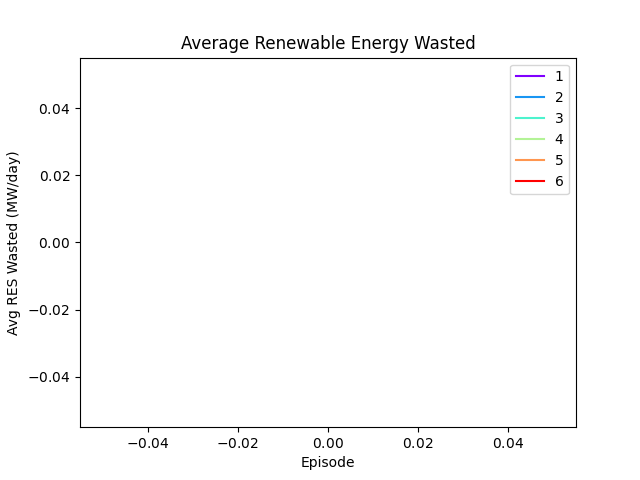 Average Renewable Energy Wasted
Avg RES Wasted (MW/day)
0.04
0.02
0.00
−0.02
−0.04
1
2
3
4
5
6
−0.04 −0.02 0.00 0.02 0.04
Episode